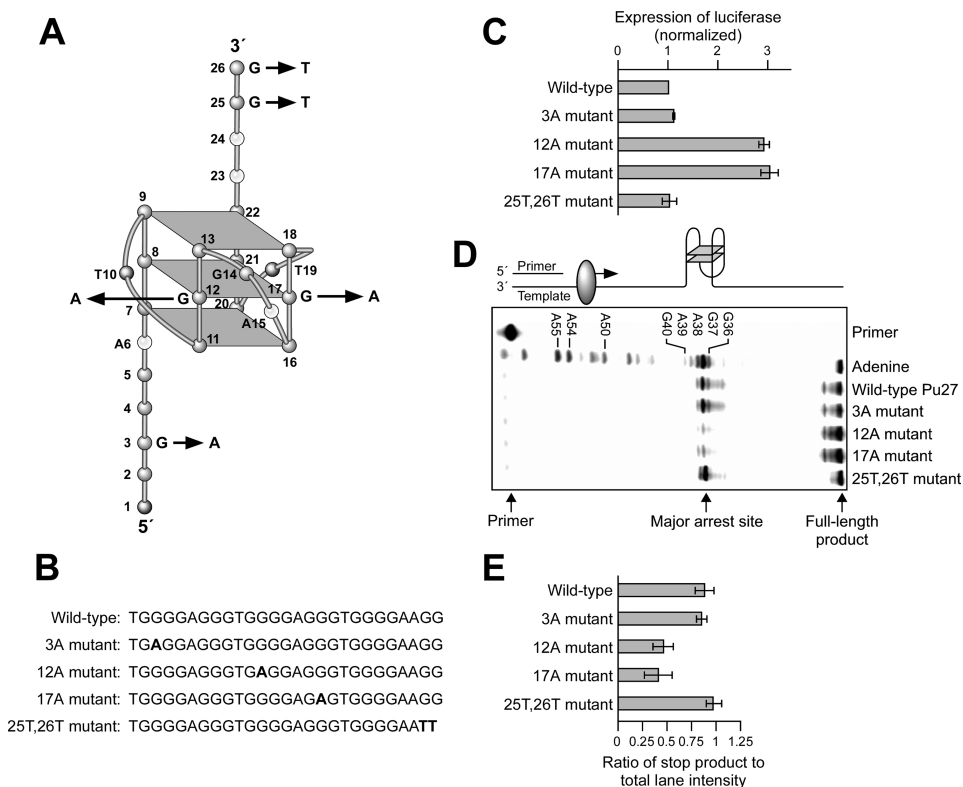 A
3´
26 G T
25 G T
24
23
9
22
13
18
8
21
T10
G14
T19
A G 12
17 G A
7
20
A15
A6
11
16
5
4
3 G A
2
1
5´
B
Wild-type: TGGGGAGGGTGGGGAGGGTGGGGAAGG
3A mutant: TGAGGAGGGTGGGGAGGGTGGGGAAGG
12A mutant: TGGGGAGGGTGAGGAGGGTGGGGAAGG
17A mutant: TGGGGAGGGTGGGGAGAGTGGGGAAGG
25T,26T mutant: TGGGGAGGGTGGGGAGGGTGGGGAATT
C
Expression of luciferase
(normalized)
0 1 2 3
Wild-type
3A mutant
12A mutant
17A mutant
25T,26T mutant
D
5´ Primer
3´ Template
A55
A54
A50
G40
A39
A38
G37
G36
Primer
Adenine
Wild-type Pu27
3A mutant
12A mutant
17A mutant
25T,26T mutant
Primer
Major arrest site
Full-length
product
E
Wild-type
3A mutant
12A mutant
17A mutant
25T,26T mutant
0 0.25 0.5 0.75 1 1.25
Ratio of stop product to
total lane intensity